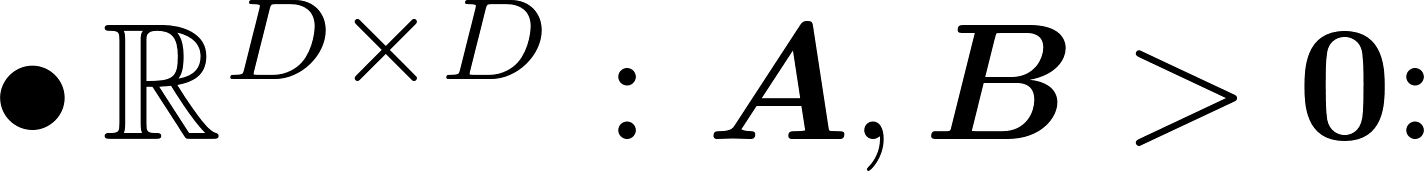 • ℝ^{D×D} : 𝑨, 𝑩 > 𝟎: